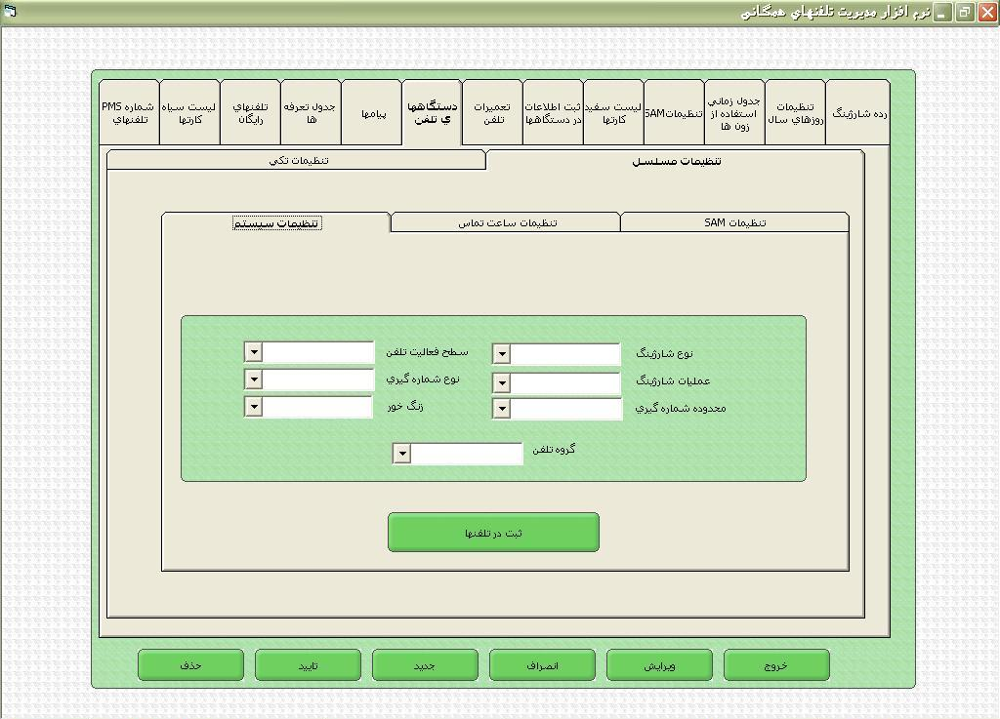 نرم افزار مديريت تلفنهاي همگاني
رده شارژينگ
تنظيمات
روزهاي سال
جدول زماني
استفاده از
زون ها
تنظيماتSAM
ليست سفيد
کارتها
ثبت اطلاعات
در دستگاهها
تعميرات
تلفن
دستگاهها
ي تلفن
پيامها
جدول تعرفه
ها
تلفنهاي
رايگان
ليست سياه
کارتها
شماره PMS
تلفنهاي
تنظيمات مسلسل
تنظيمات تکي
تنظيمات SAM
تنظيمات ساعت تماس
تنظيمات سيستم
نوع شارژينگ
سطح فعاليت تلفن
عمليات شارژينگ
نوع شماره گيري
محدوده شماره گيري
زنگ خور
گروه تلفن
ثبت در تلفنها
خروج
ويرايش
انصراف
جديد
تاييد
حذف